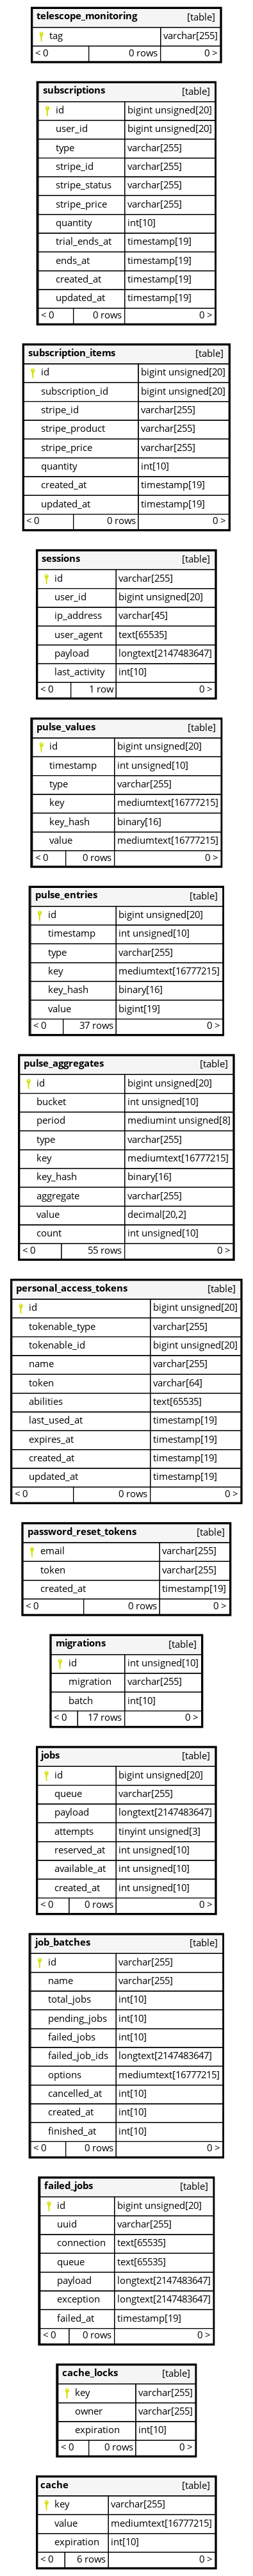 telescope_monitoring [table]
tag varchar[255]
< 0 0 rows 0 >
subscriptions [table]
id bigint unsigned[20]
user_id bigint unsigned[20]
type varchar[255]
stripe_id varchar[255]
stripe_status varchar[255]
stripe_price varchar[255]
quantity int[10]
trial_ends_at timestamp[19]
ends_at timestamp[19]
created_at timestamp[19]
updated_at timestamp[19]
< 0 0 rows 0 >
subscription_items [table]
id bigint unsigned[20]
subscription_id bigint unsigned[20]
stripe_id varchar[255]
stripe_product varchar[255]
stripe_price varchar[255]
quantity int[10]
created_at timestamp[19]
updated_at timestamp[19]
< 0 0 rows 0 >
sessions [table]
id varchar[255]
user_id bigint unsigned[20]
ip_address varchar[45]
user_agent text[65535]
payload longtext[2147483647]
last_activity int[10]
< 0 1 row 0 >
pulse_values [table]
id bigint unsigned[20]
timestamp int unsigned[10]
type varchar[255]
key mediumtext[16777215]
key_hash binary[16]
value mediumtext[16777215]
< 0 0 rows 0 >
pulse_entries [table]
id bigint unsigned[20]
timestamp int unsigned[10]
type varchar[255]
key mediumtext[16777215]
key_hash binary[16]
value bigint[19]
< 0 37 rows 0 >
pulse_aggregates [table]
id bigint unsigned[20]
bucket int unsigned[10]
period mediumint unsigned[8]
type varchar[255]
key mediumtext[16777215]
key_hash binary[16]
aggregate varchar[255]
value decimal[20,2]
count int unsigned[10]
< 0 55 rows 0 >
personal_access_tokens [table]
id bigint unsigned[20]
tokenable_type varchar[255]
tokenable_id bigint unsigned[20]
name varchar[255]
token varchar[64]
abilities text[65535]
last_used_at timestamp[19]
expires_at timestamp[19]
created_at timestamp[19]
updated_at timestamp[19]
< 0 0 rows 0 >
password_reset_tokens [table]
email varchar[255]
token varchar[255]
created_at timestamp[19]
< 0 0 rows 0 >
migrations [table]
id int unsigned[10]
migration varchar[255]
batch int[10]
< 0 17 rows 0 >
jobs [table]
id bigint unsigned[20]
queue varchar[255]
payload longtext[2147483647]
attempts tinyint unsigned[3]
reserved_at int unsigned[10]
available_at int unsigned[10]
created_at int unsigned[10]
< 0 0 rows 0 >
job_batches [table]
id varchar[255]
name varchar[255]
total_jobs int[10]
pending_jobs int[10]
failed_jobs int[10]
failed_job_ids longtext[2147483647]
options mediumtext[16777215]
cancelled_at int[10]
created_at int[10]
finished_at int[10]
< 0 0 rows 0 >
failed_jobs [table]
id bigint unsigned[20]
uuid varchar[255]
connection text[65535]
queue text[65535]
payload longtext[2147483647]
exception longtext[2147483647]
failed_at timestamp[19]
< 0 0 rows 0 >
cache_locks [table]
key varchar[255]
owner varchar[255]
expiration int[10]
< 0 0 rows 0 >
cache [table]
key varchar[255]
value mediumtext[16777215]
expiration int[10]
< 0 6 rows 0 >